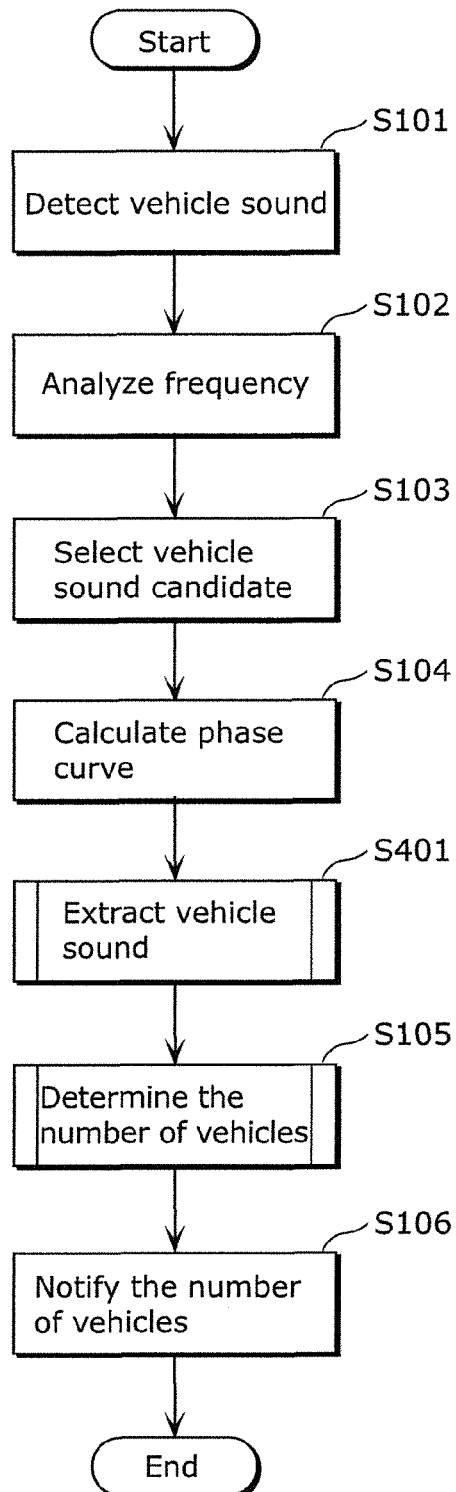 Start
S101
Detect vehicle sound
S102
Analyze frequency
S103
Select vehicle
sound candidate
S104
Calculate phase
curve
S401
Extract vehicle
sound
S105
Determine the
number of vehicles
S106
Notify the number
of vehicles
End